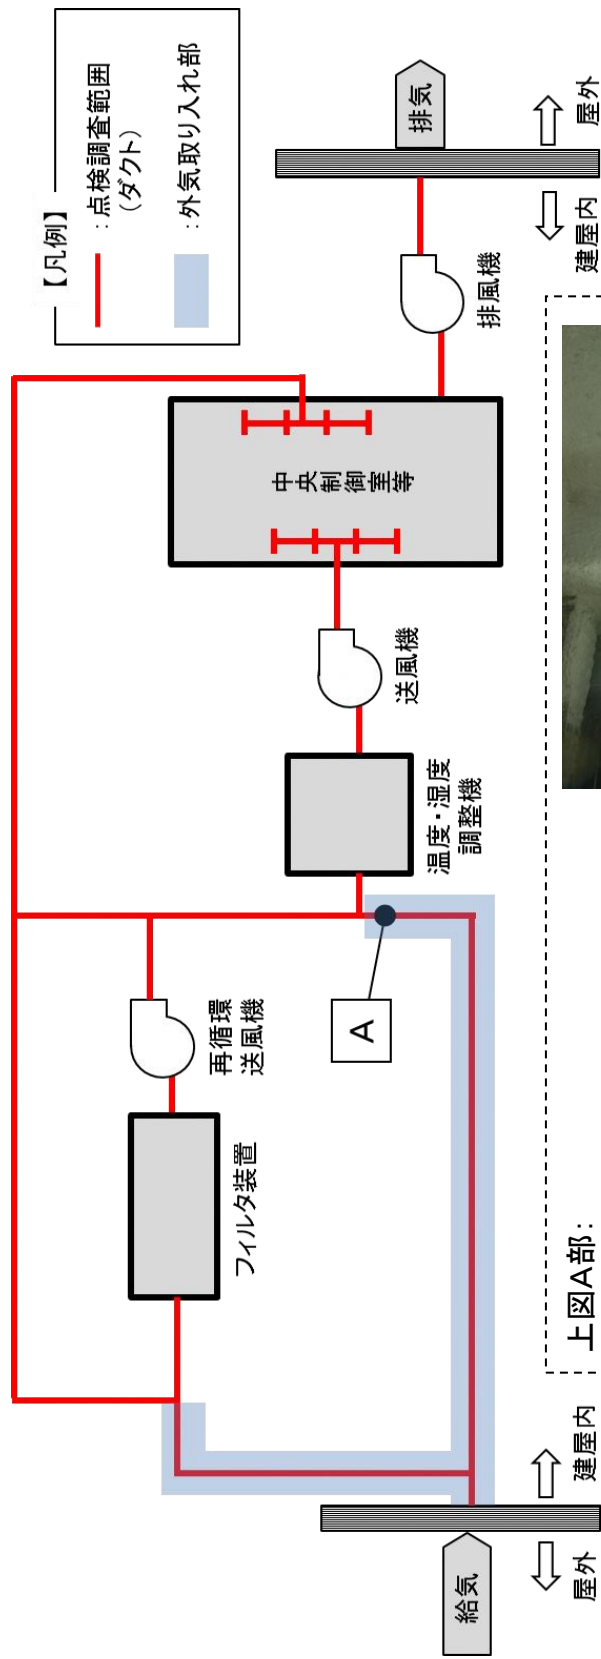 【凡例】
：点検調査範囲
（ダクト）
：外気取り入れ部
給気
屋外
建屋内
フィルタ装置
再循環
送風機
A
温度・湿度
調整機
送風機
中央制御室等
排風機
排気
建屋内
屋外
上図A部：